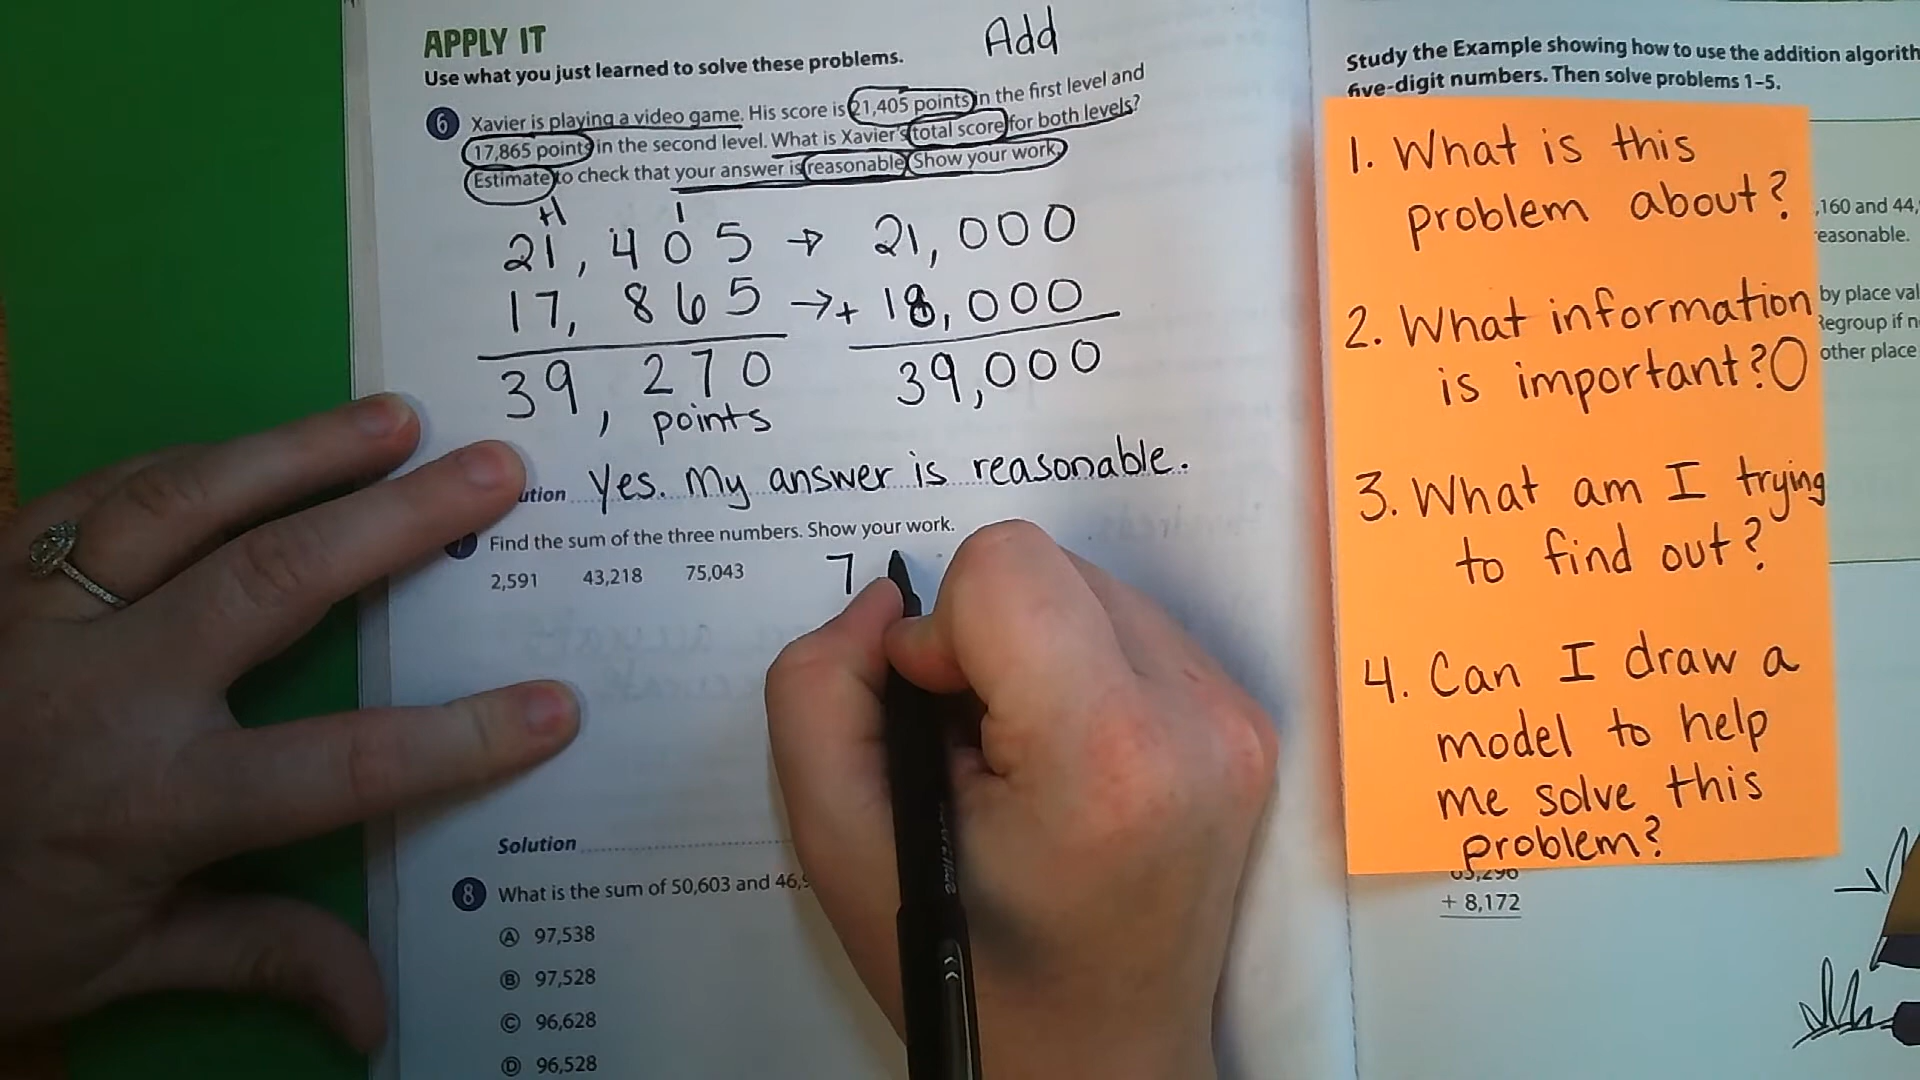 APPLY IT
Add
Use what you just learned to solve these problems.
6 Xavier is playing a video game. His score is 21,405 points in the first level and
17,865 points in the second level. What is Xavier's total score for both levels?
Estimate to check that your answer is reasonable. Show your work.
+1 1
21,405 → 21,000
17,865 → + 18,000
39,270 39,000
points
ution Yes. My answer is reasonable.
Find the sum of the three numbers. Show your work.
2,591 43,218 75,043 7
Solution
8 What is the sum of 50,603 and 46,
A 97,538
B 97,528
C 96,628
D 96,528
Study the Example showing how to use the addition
five-digit numbers. Then solve problems 1–5.
1. What is this
problem about?
2. What information
is important?
3. What am I trying
to find out?
4. Can I draw a
model to help
me solve this
problem?
,160 and 44,
easonable.
by place val
Regroup if n
other place
+ 8,172